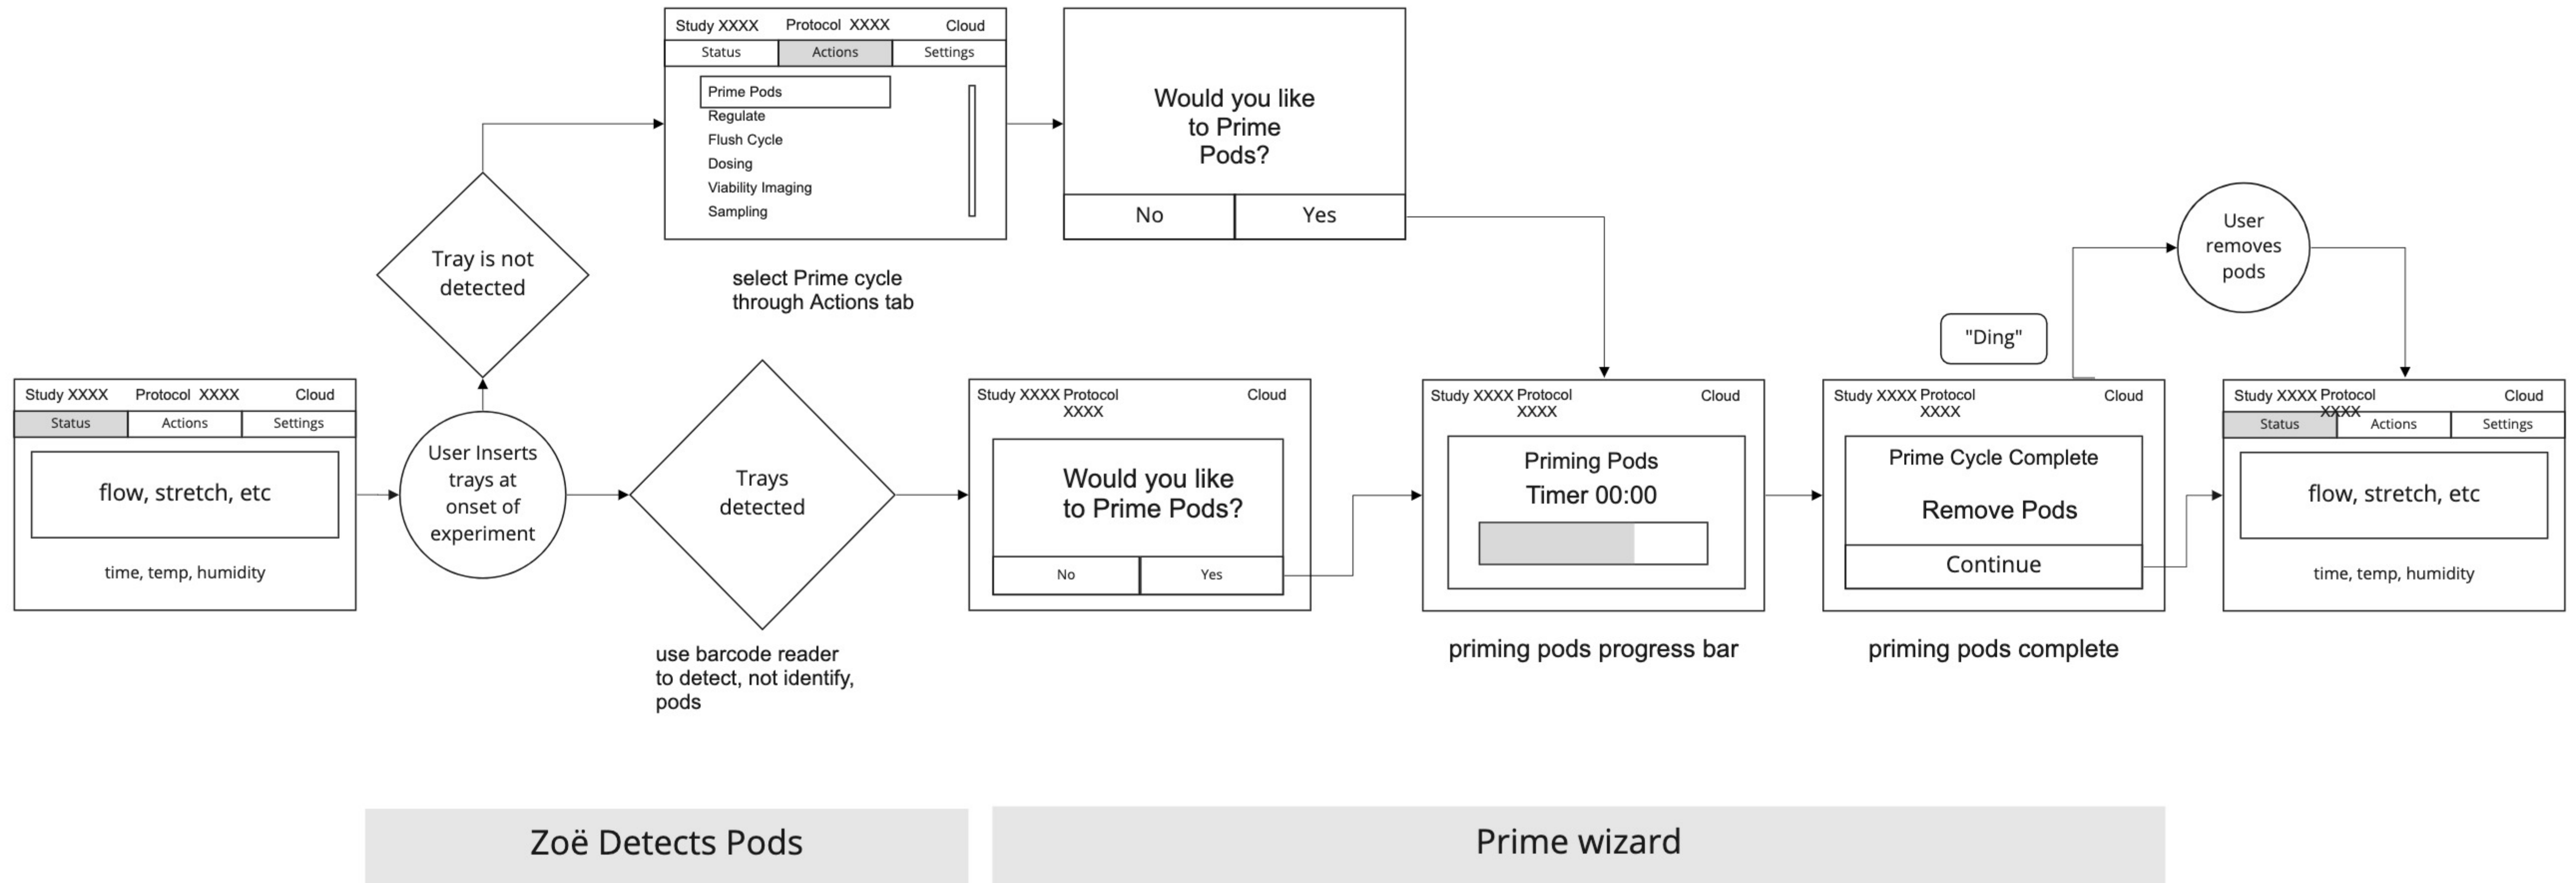 Study XXXX Protocol XXXX Cloud
Status Actions Settings
Prime Pods
Regulate
Flush Cycle
Dosing
Viability Imaging
Sampling
select Prime cycle
through Actions tab
Would you like
to Prime
Pods?
No Yes
Tray is not
detected
User
removes
pods
"Ding"
Study XXXX Protocol XXXX Cloud
Status Actions Settings
flow, stretch, etc
time, temp, humidity
User Inserts
trays at
onset of
experiment
Trays
detected
use barcode reader
to detect, not identify,
pods
Study XXXX Protocol Cloud
XXXX
Would you like
to Prime Pods?
No Yes
Study XXXX Protocol Cloud
XXXX
Priming Pods
Timer 00:00
priming pods progress bar
Study XXXX Protocol Cloud
XXXX
Prime Cycle Complete
Remove Pods
Continue
priming pods complete
Study XXXX Protocol Cloud
XXXX
Status Actions Settings
flow, stretch, etc
time, temp, humidity
Zoë Detects Pods
Prime wizard